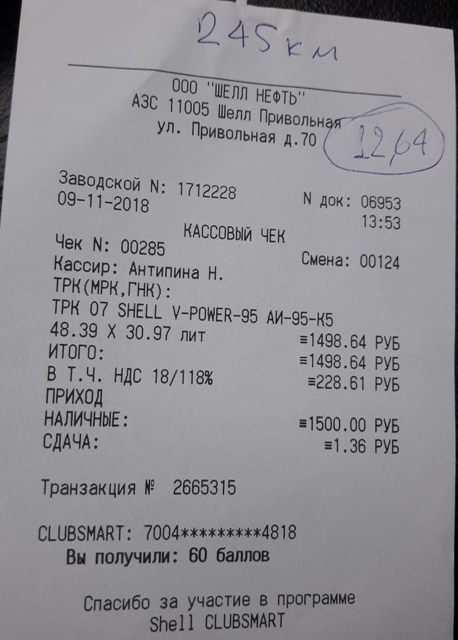 245 км
ООО "ШЕЛЛ НЕФТЬ"
АЗС 11005 Шелл Привольная
ул. Привольная д.70
12,64
Заводской N: 1712228 N док: 06953
09-11-2018 13:53
КАССОВЫЙ ЧЕК
Чек N: 00285 Смена: 00124
Кассир: Антипина Н.
ТРК(МРК,ГНК):
ТРК 07 SHELL V-POWER-95 АИ-95-К5
48.39 X 30.97 лит ≡1498.64 РУБ
ИТОГО: ≡1498.64 РУБ
В Т.Ч. НДС 18/118% ≡228.61 РУБ
ПРИХОД
НАЛИЧНЫЕ: ≡1500.00 РУБ
СДАЧА: ≡1.36 РУБ
Транзакция № 2665315
CLUBSMART: 7004*********4818
Вы получили: 60 баллов
Спасибо за участие в программе
Shell CLUBSMART